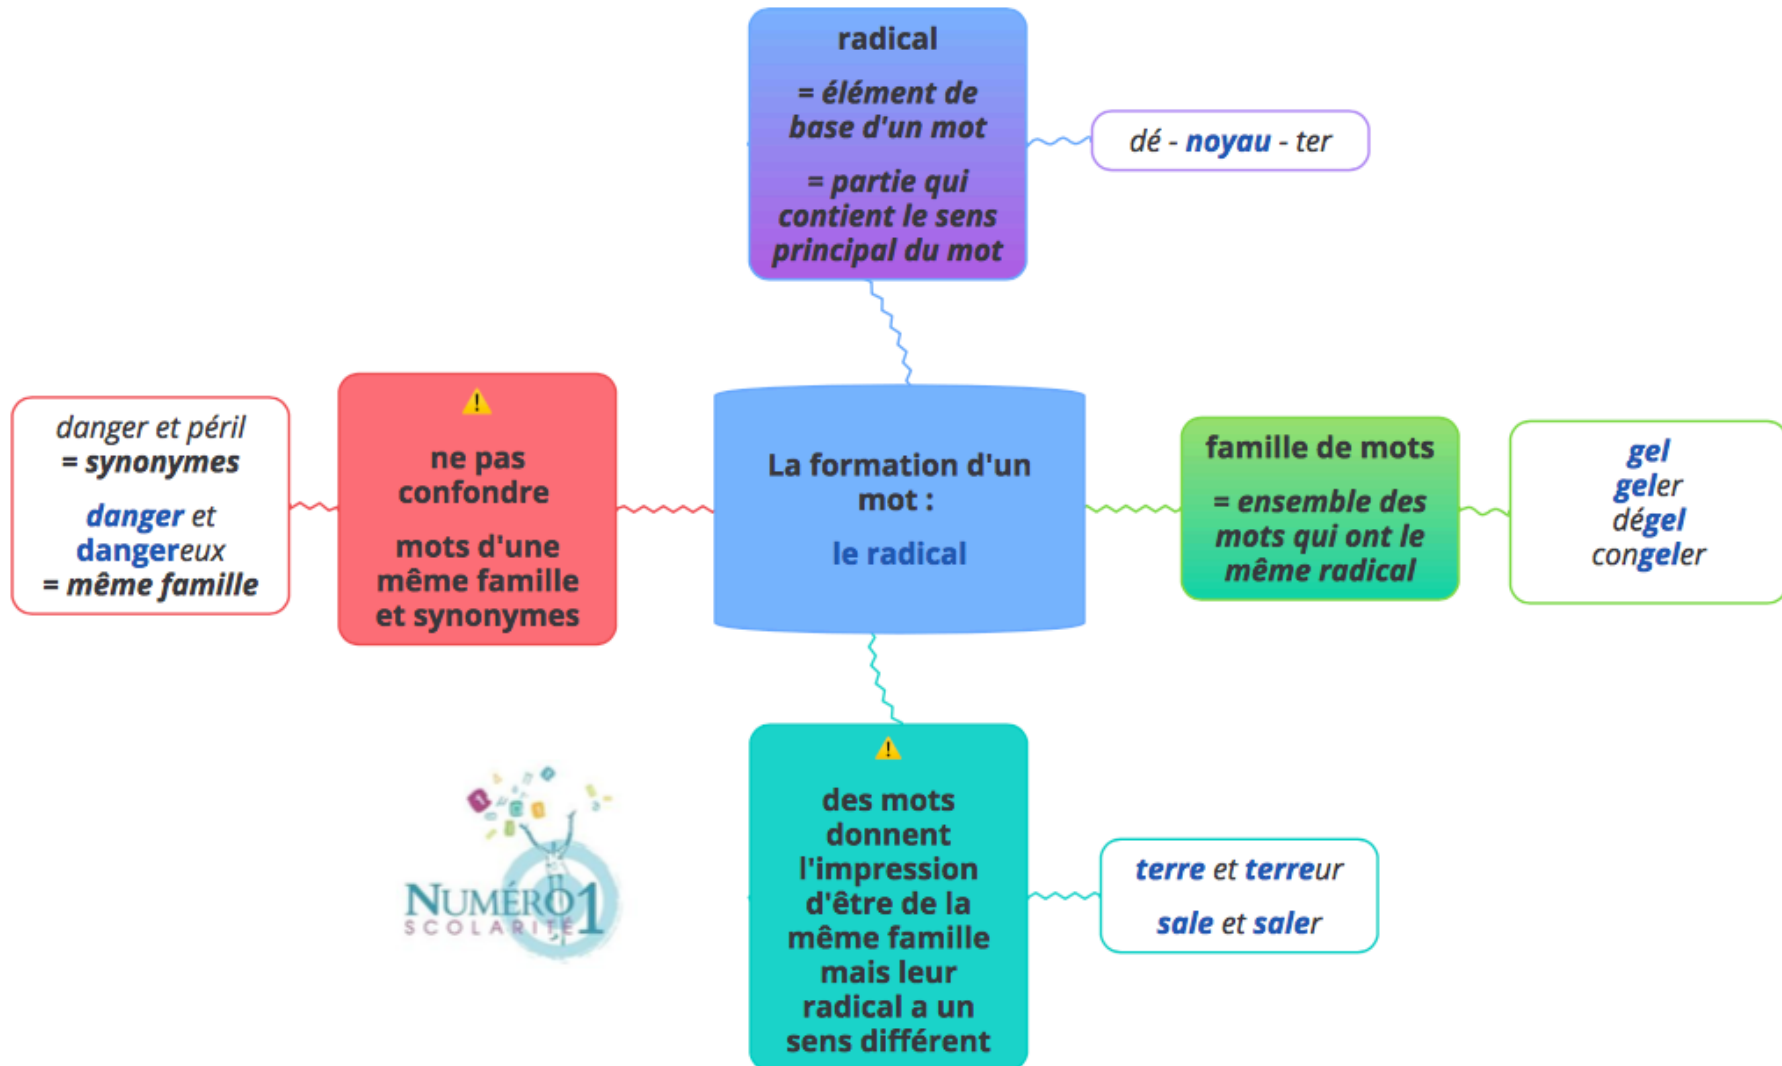 radical
= élément de
base d'un mot
= partie qui
contient le sens
principal du mot
dé - noyau - ter
danger et péril
= synonymes
danger et
dangereux
= même famille
ne pas
confondre
mots d'une
même famille
et synonymes
La formation d'un
mot :
le radical
famille de mots
= ensemble des
mots qui ont le
même radical
gel
geler
dégel
congeler
des mots
donnent
l'impression
d'être de la
même famille
mais leur
radical a un
sens différent
terre et terreur
sale et saler
NUMÉRO1
SCOLARITÉ